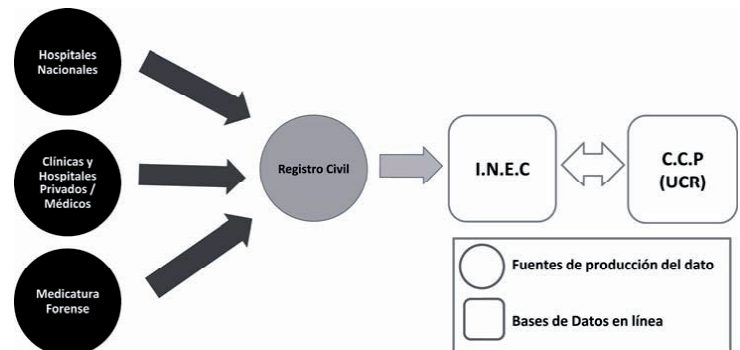 Hospitales
Nacionales
Clínicas y
Hospitales
Privados /
Médicos
Medicatura
Forense
Registro Civil
I.N.E.C
C.C.P
(UCR)
Fuentes de producción del dato
Bases de Datos en línea